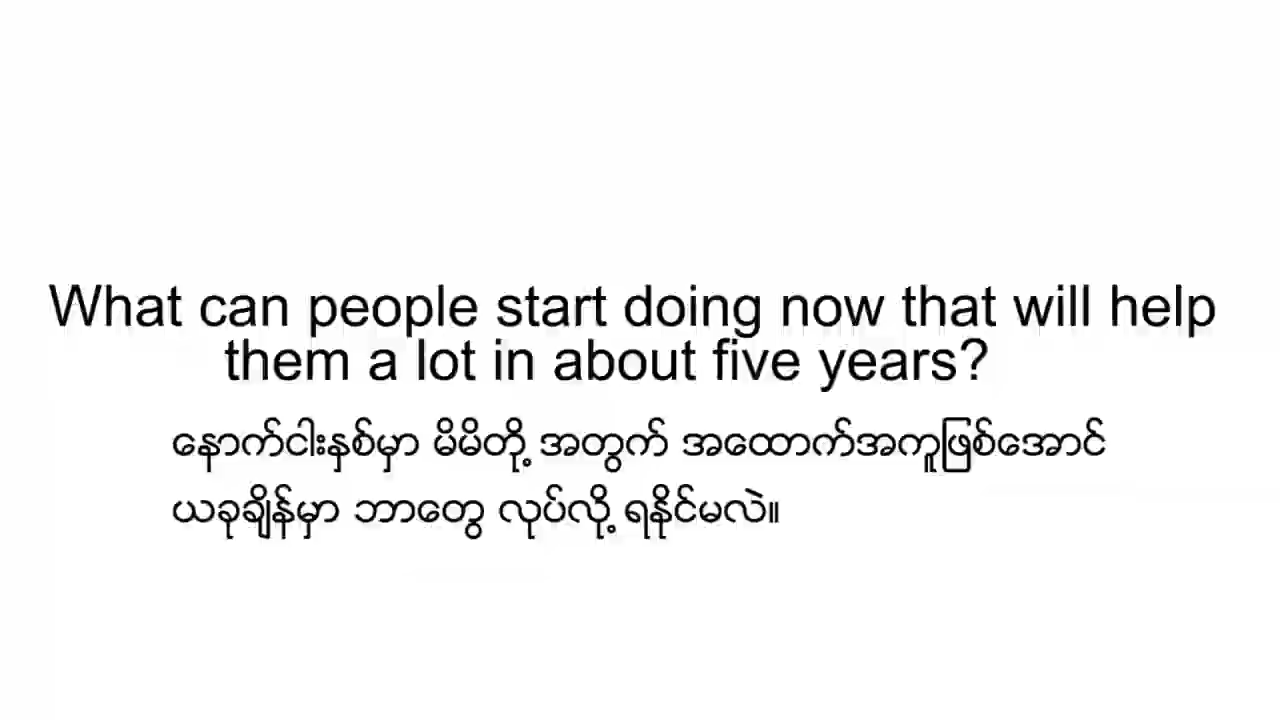 What can people start doing now that will help
them a lot in about five years?
နောက်ငါးနှစ်မှာ မိမိတို့ အတွက် အထောက်အကူဖြစ်အောင်
ယခုချိန်မှာ ဘာတွေ လုပ်လို့ ရနိုင်မလဲ။